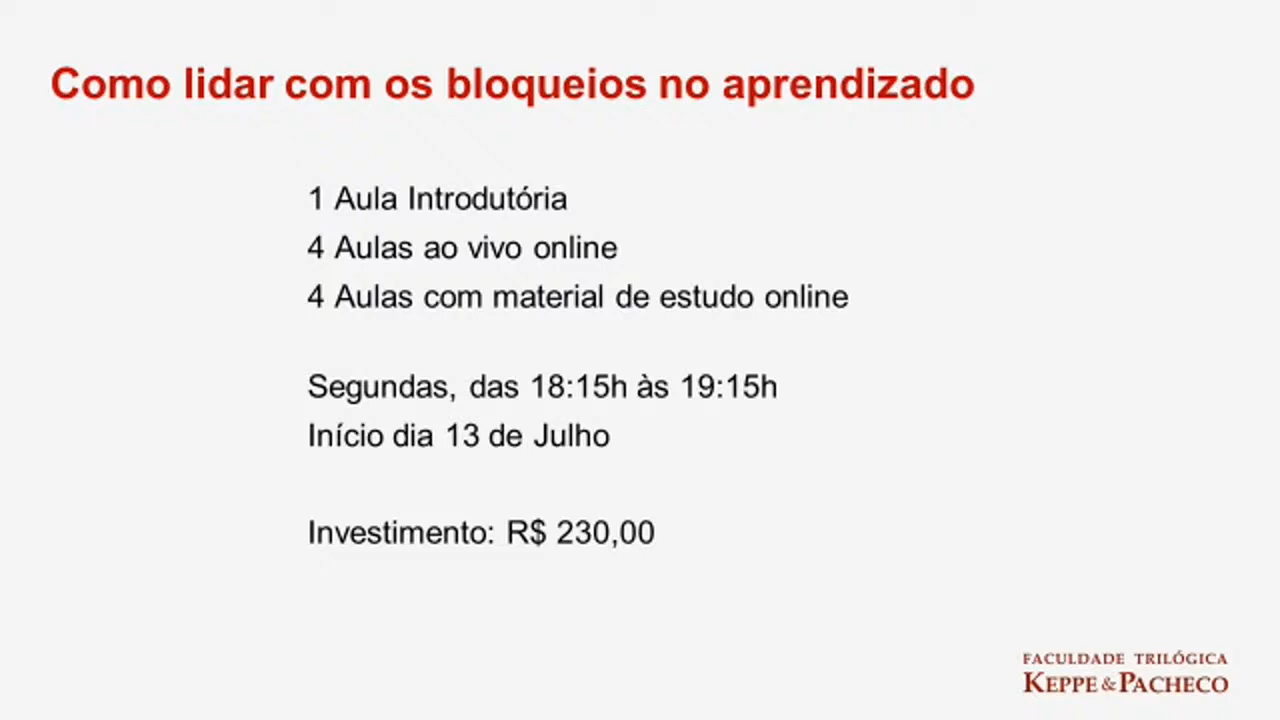 Como lidar com os bloqueios no aprendizado
1 Aula Introdutória
4 Aulas ao vivo online
4 Aulas com material de estudo online
Segundas, das 18:15h às 19:15h
Início dia 13 de Julho
Investimento: R$ 230,00
FACULDADE TRILÓGICA
KEPPE & PACHECO